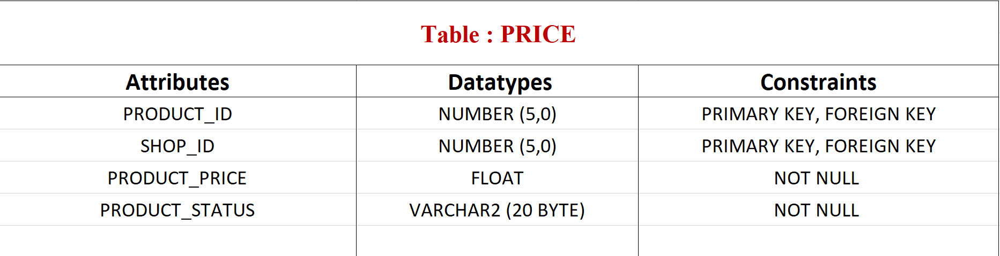 Table : PRICE
Attributes Datatypes Constraints
PRODUCT_ID NUMBER (5,0) PRIMARY KEY, FOREIGN KEY
SHOP_ID NUMBER (5,0) PRIMARY KEY, FOREIGN KEY
PRODUCT_PRICE FLOAT NOT NULL
PRODUCT_STATUS VARCHAR2 (20 BYTE) NOT NULL